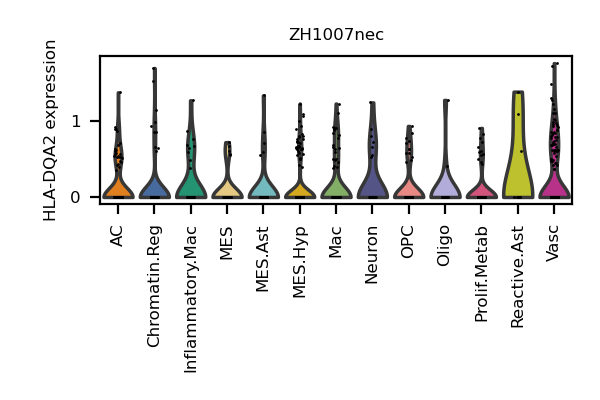 ZH1007nec
HLA-DQA2 expression
1
0
AC
Chromatin.Reg
Inflammatory.Mac
MES
MES.Ast
MES.Hyp
Mac
Neuron
OPC
Oligo
Prolif.Metab
Reactive.Ast
Vasc